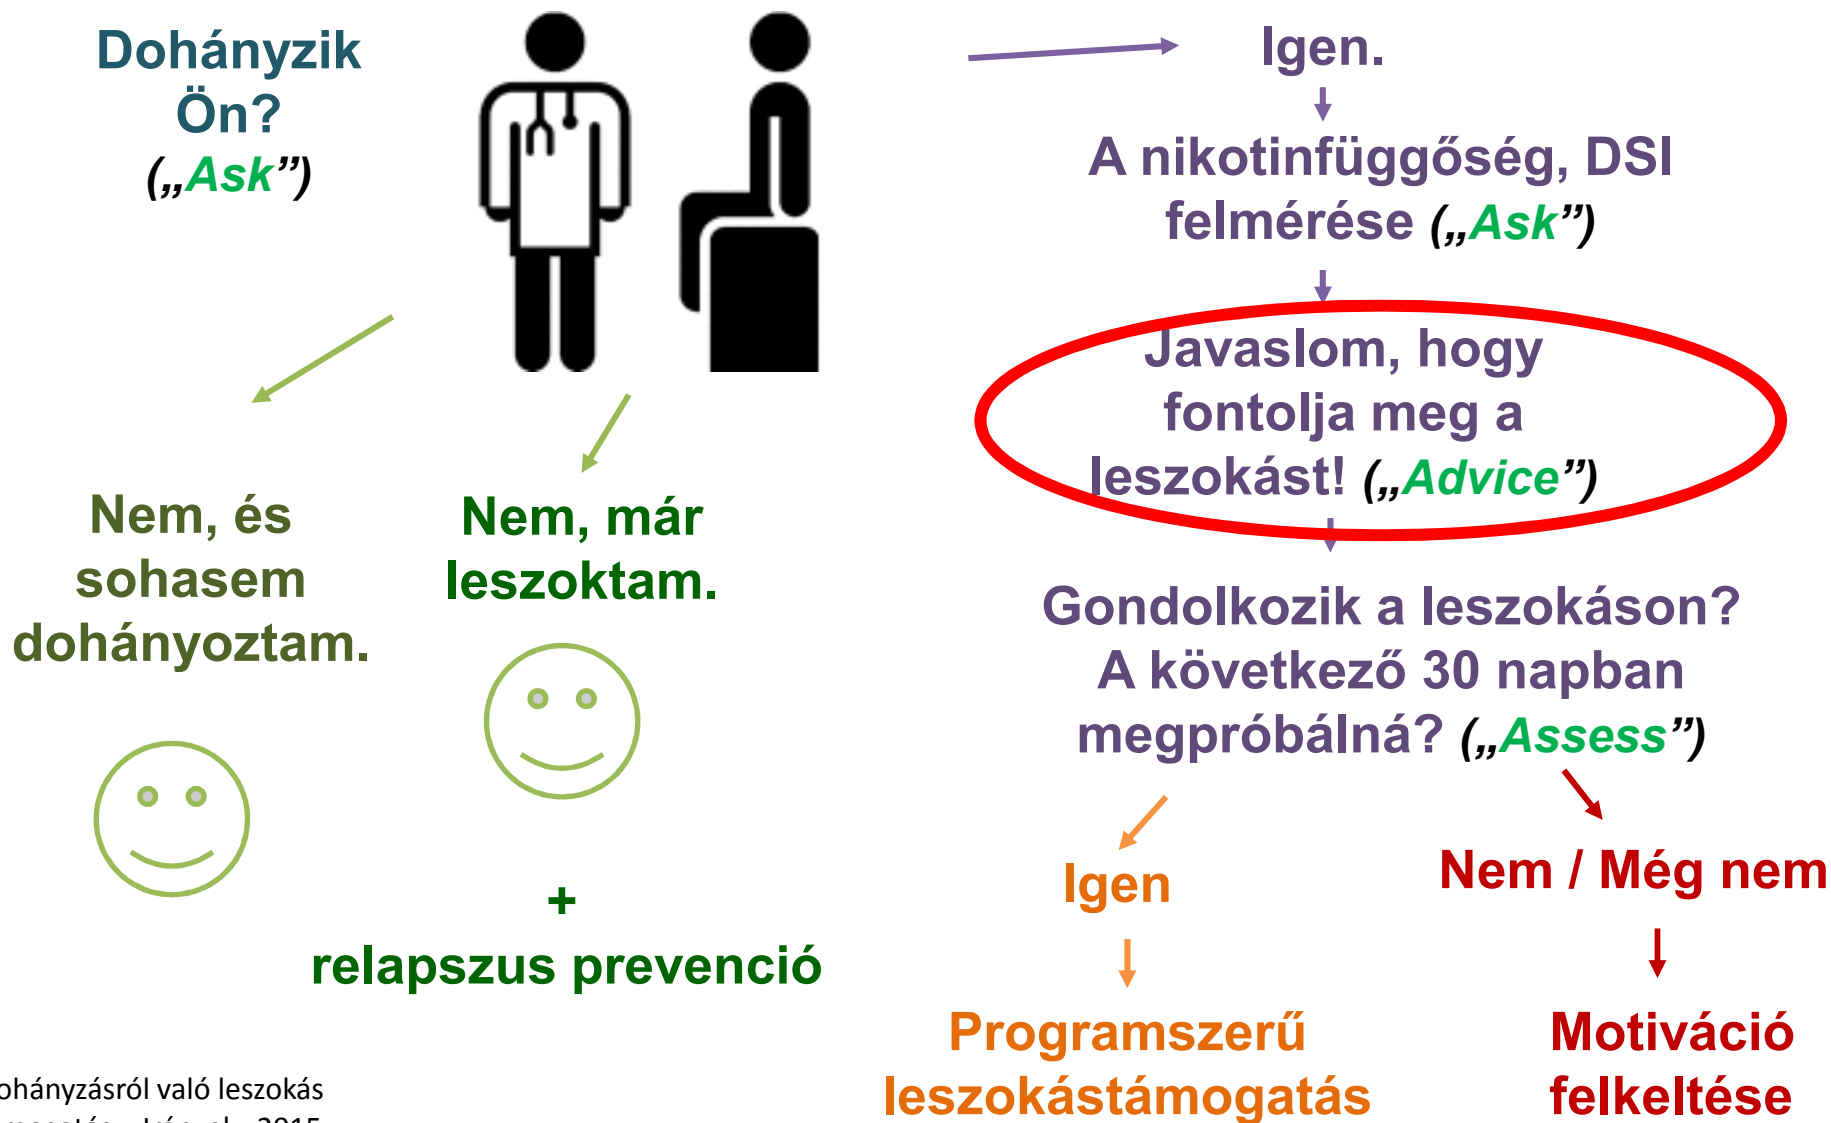 Dohányzik
Ön?
(„Ask”)
Nem, és
sohasem
dohányoztam.
Nem, már
leszoktam.
+
relapszus prevenció
Igen.
A nikotinfüggőség, DSI
felmérése („Ask”)
Javaslom, hogy
fontolja meg a
leszokást! („Advice”)
Gondolkozik a leszokáson?
A következő 30 napban
megpróbálná? („Assess”)
Igen
Programszerű
leszokástámogatás
Nem / Még nem
Motiváció
felkeltése
ohányzásról való leszokás
2015